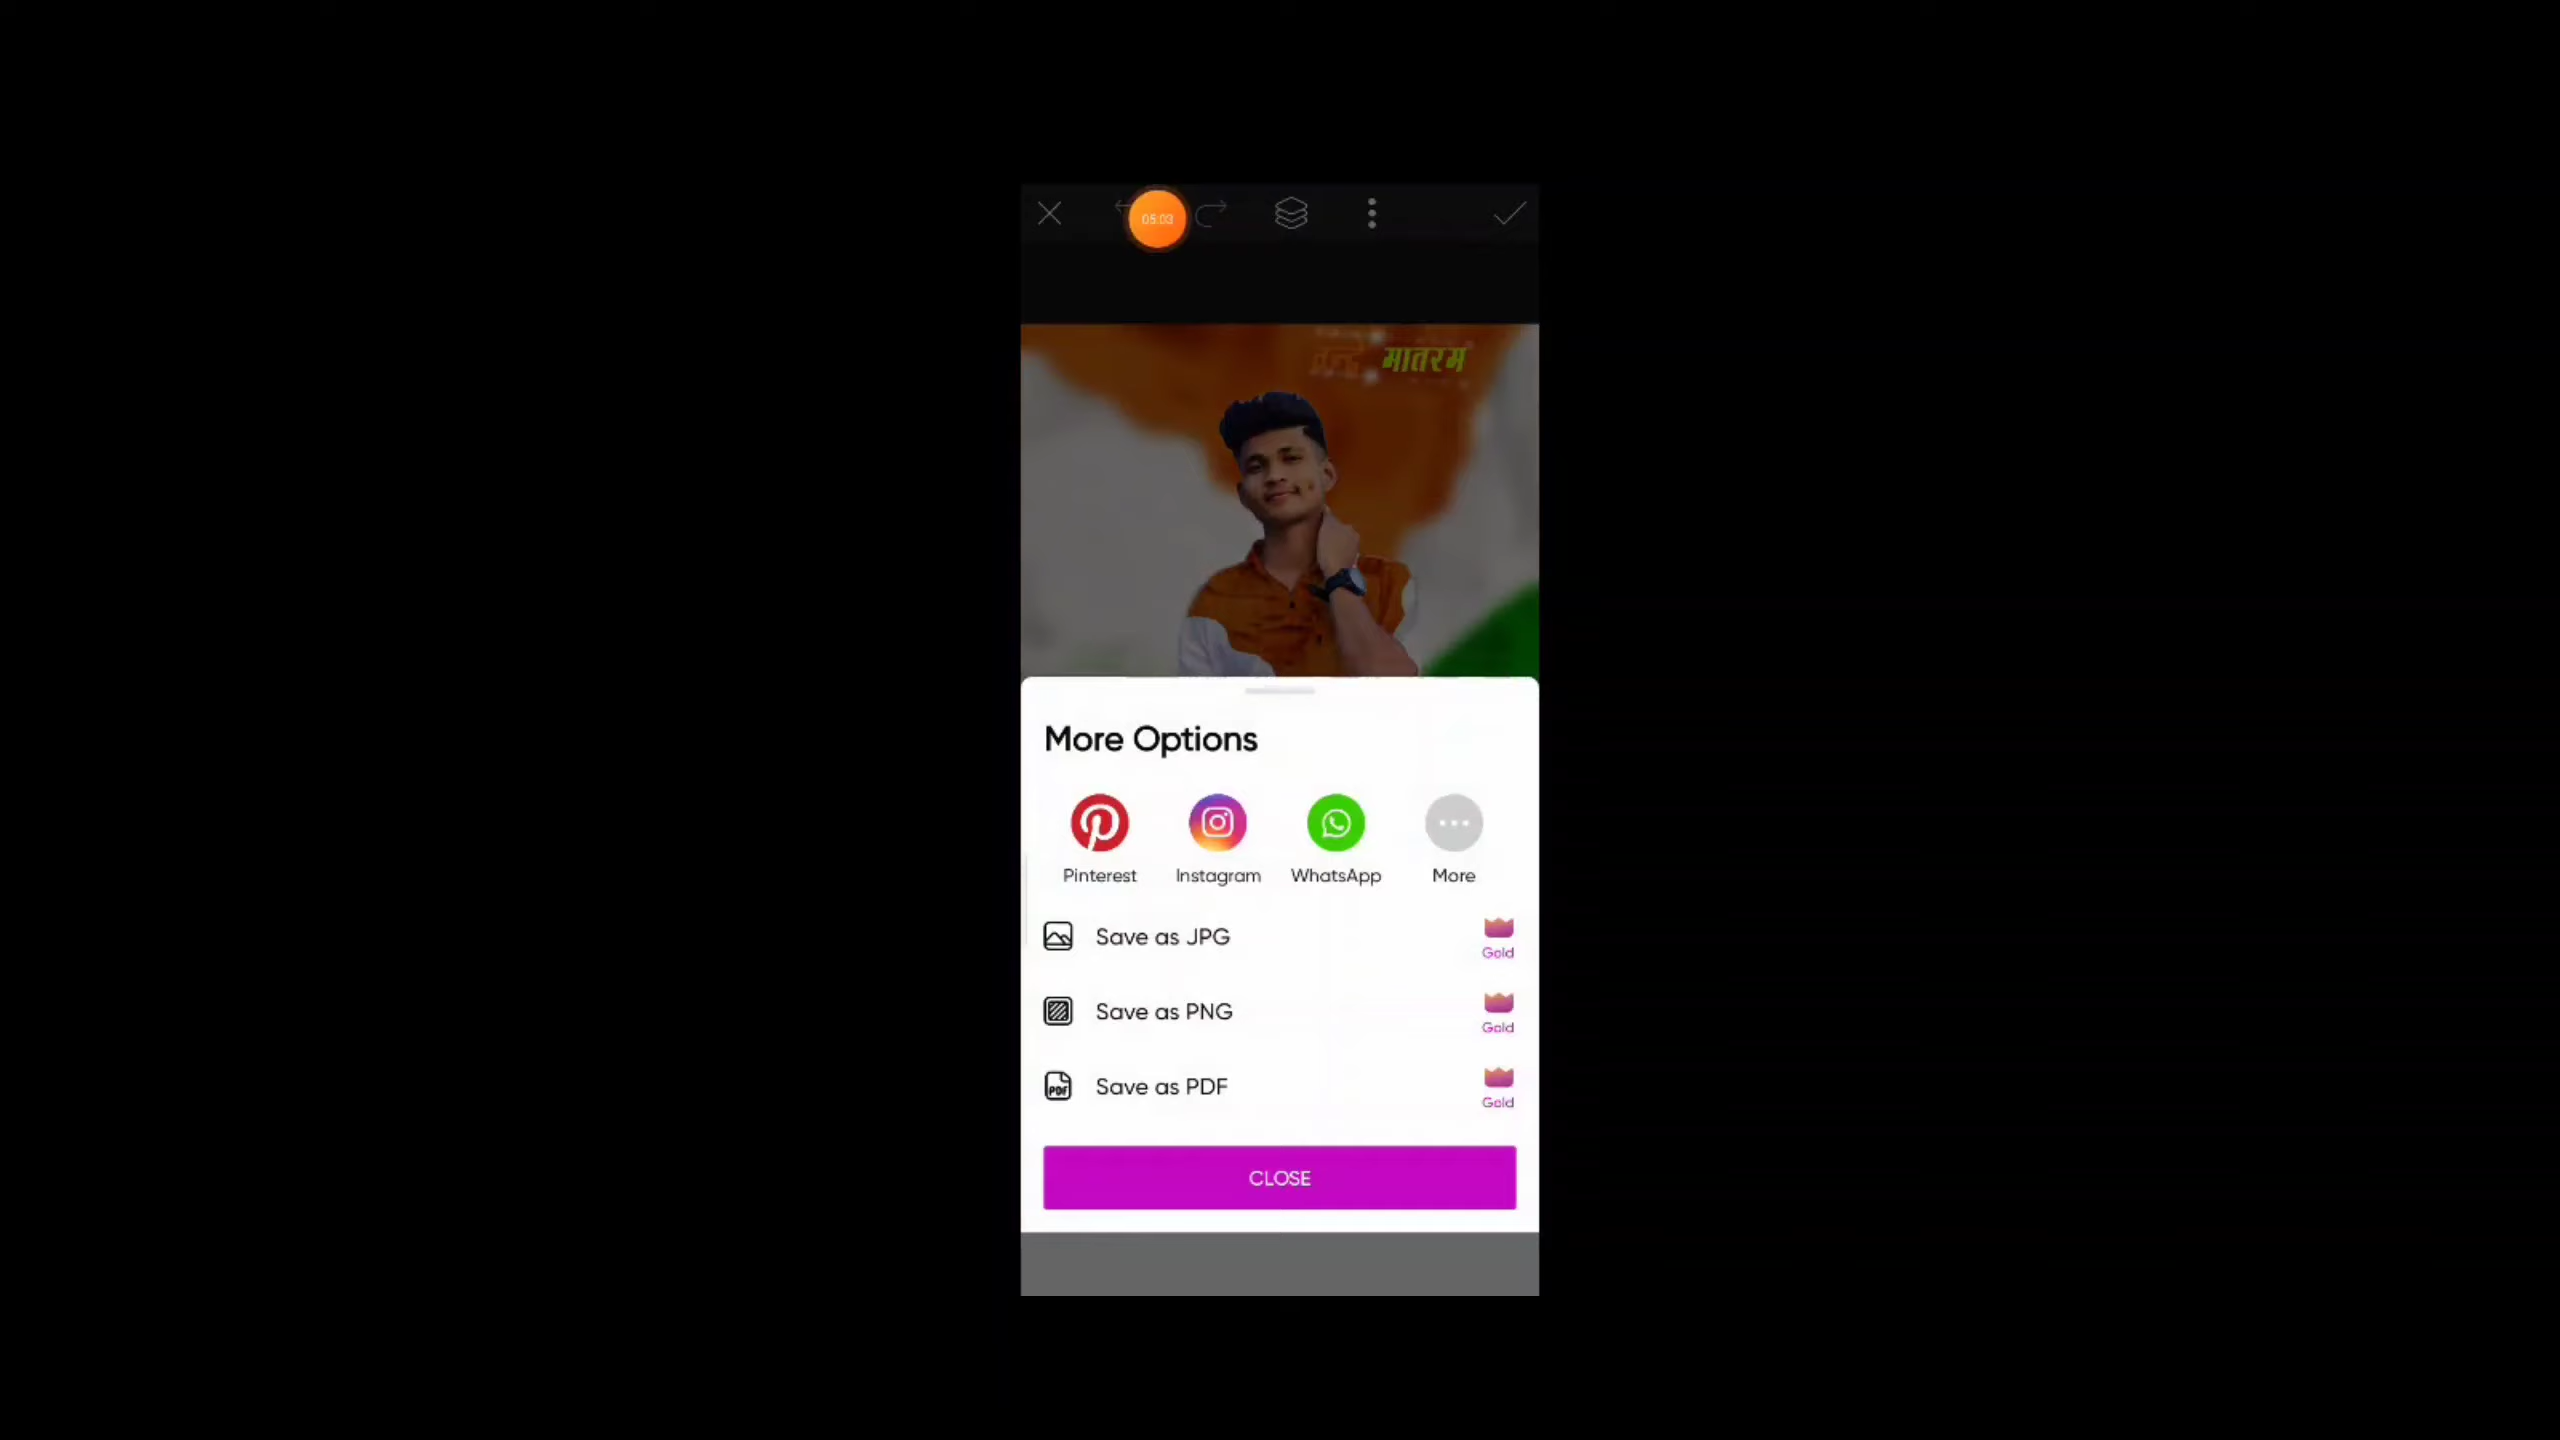 05:03
वन्दे मातरम
More Options
Pinterest Instagram WhatsApp More
Save as JPG Gold
Save as PNG Gold
Save as PDF Gold
CLOSE